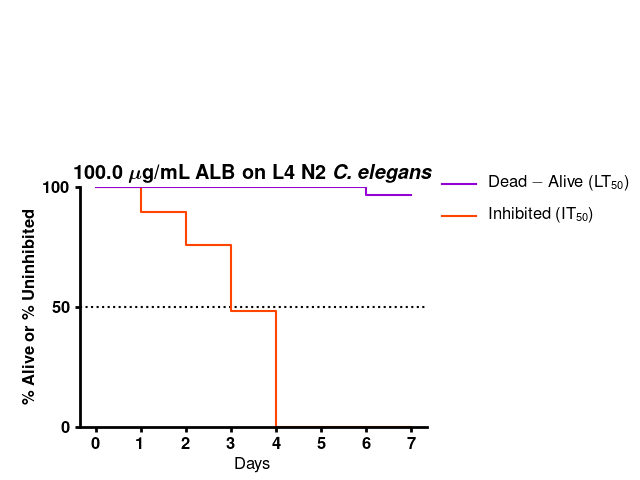 100.0 μg/mL ALB on L4 N2 C. elegans
Dead − Alive (LT50)
Inhibited (IT50)
% Alive or % Uninhibited
100
50
0
0 1 2 3 4 5 6 7
Days